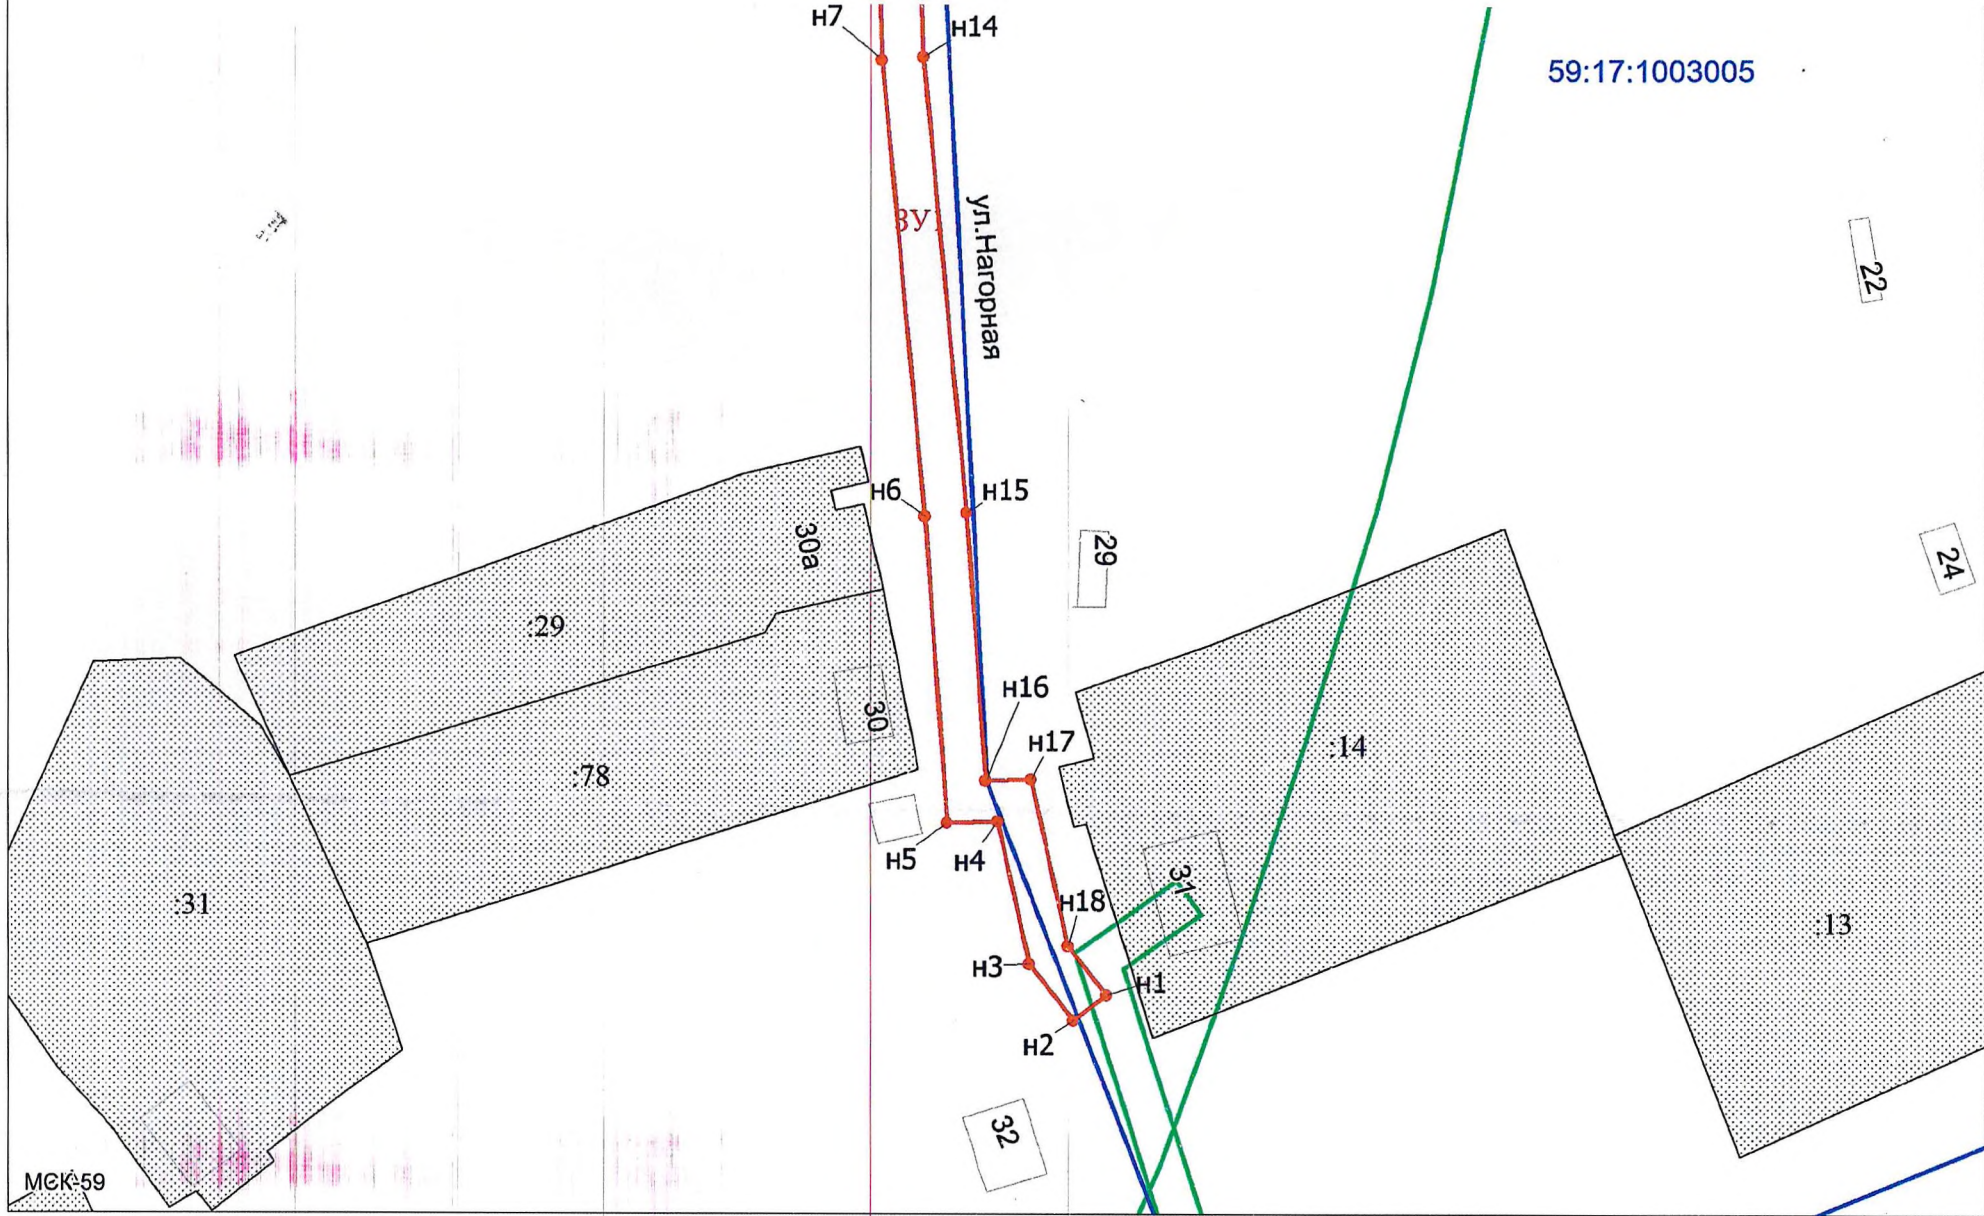 н7
н14
59:17:1003005
ЗУ1
ул.Нагорная
22
н6
н15
30а
29
24
:29
30
н16
н17
:14
:78
н5
н4
31
:31
н18
:13
н3
н1
н2
32
МСК-59